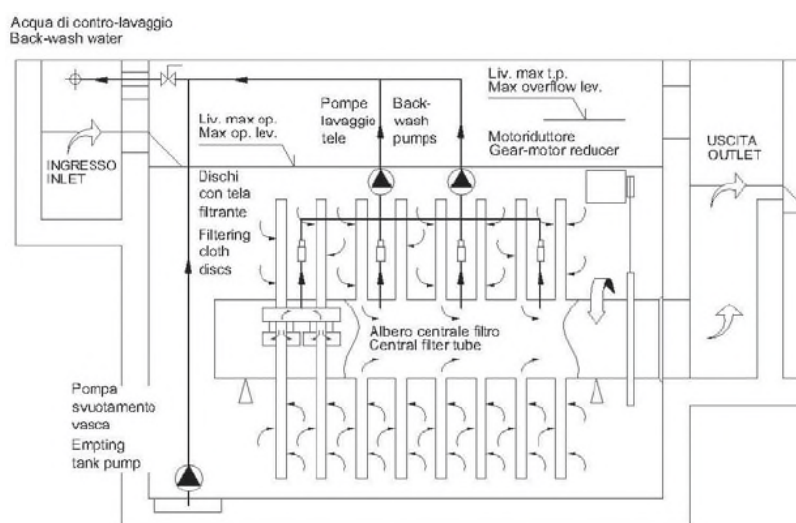 Acqua di contro-lavaggio
Back-wash water
Liv. max t.p.
Max overflow lev.
Pompe
lavaggio
tele
Back-
wash
pumps
Liv. max op.
Max op. lev.
Motoriduttore
Gear-motor reducer
USCITA
OUTLET
INGRESSO
INLET
Dischi
con tela
filtrante
Filtering
cloth
discs
Albero centrale filtro
Central filter tube
Pompa
svuotamento
vasca
Empting
tank pump